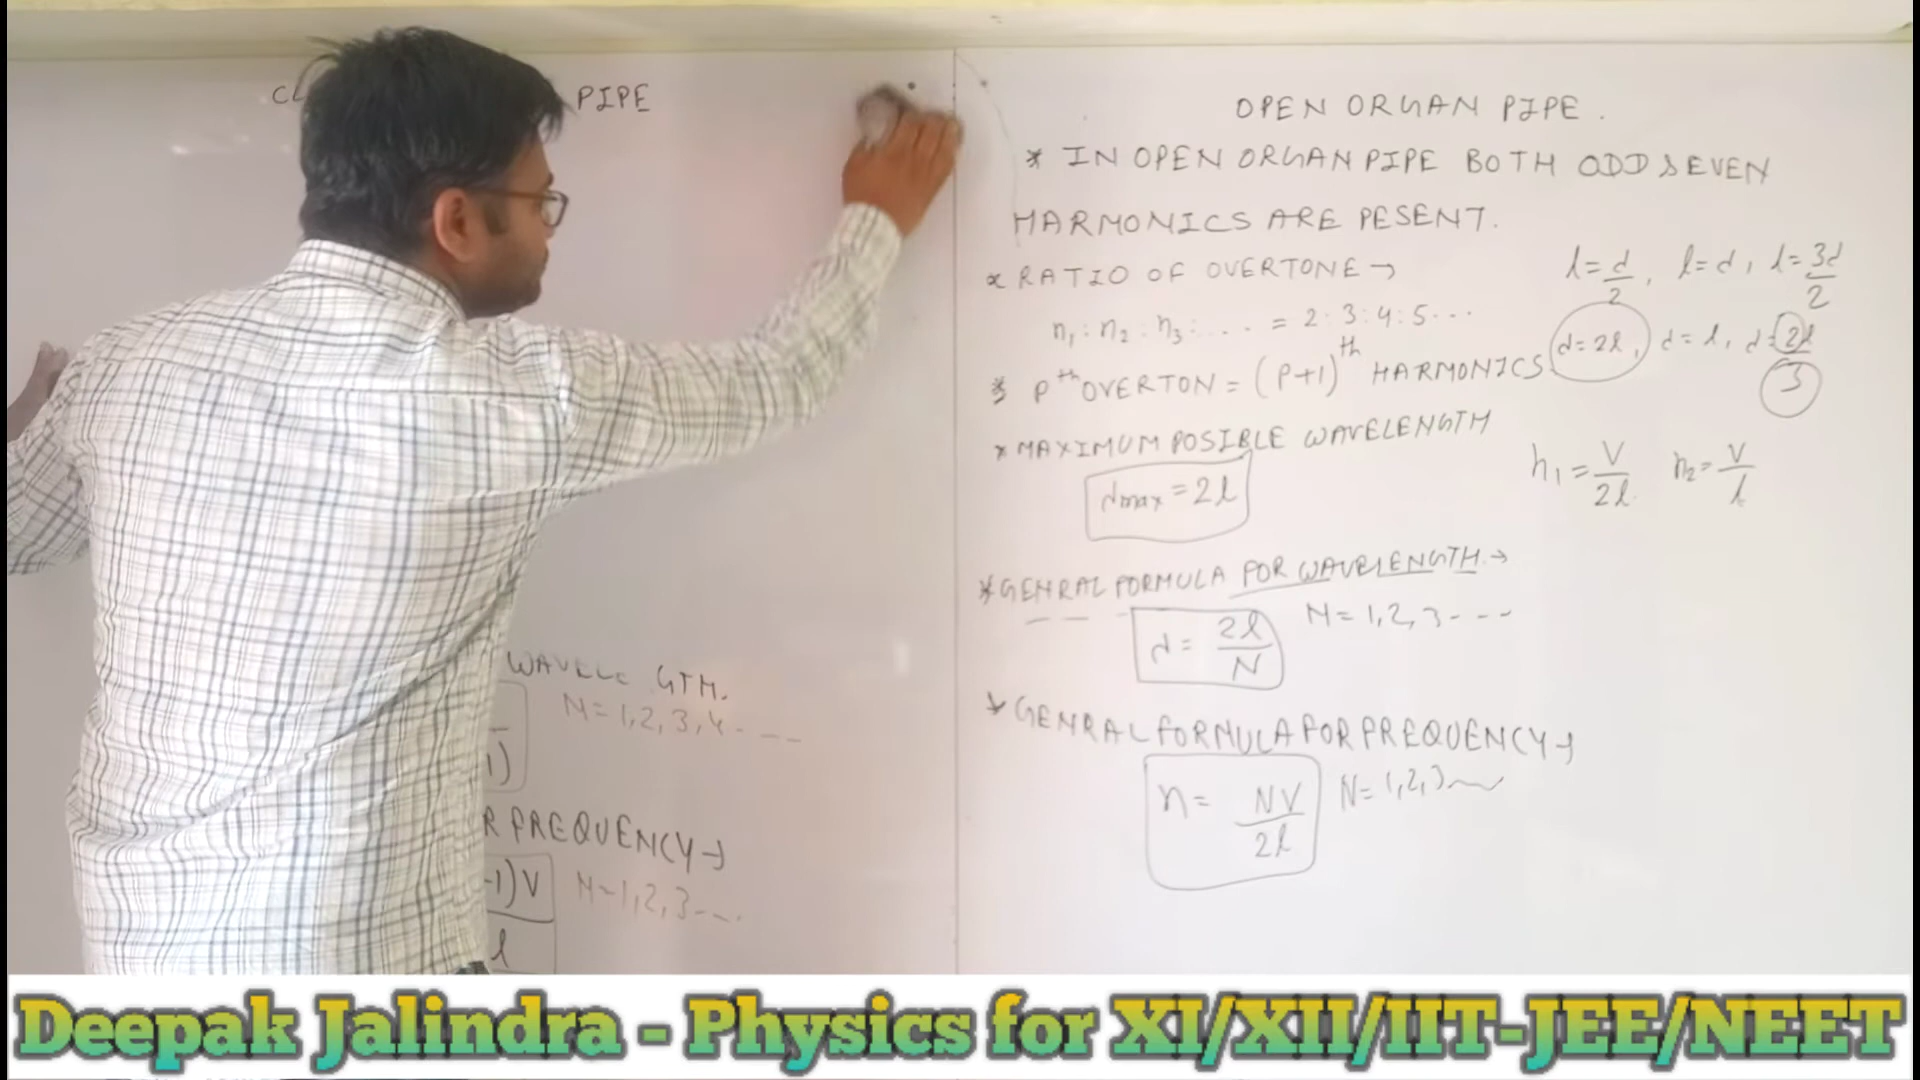 PIPE
WAVELE GTH.
N = 1, 2, 3, 4 - - -
1)
R FREQUENCY →
-1) V
l
N = 1, 2, 3 - - -
OPEN ORGAN PIPE.
* IN OPEN ORGAN PIPE BOTH ODD & EVEN
HARMONICS ARE PESENT.
* RATIO OF OVERTONE →
n₁ : n₂ : n₃ : . . . . = 2 : 3 : 4 : 5 . . .
* Pᵗʰ OVERTON = (P+1)ᵗʰ HARMONICS
* MAXIMUM POSIBLE WAVELENGTH
λmax = 2l
* GENRAL FORMULA FOR WAVELENGTH. →
λ = 2l/N N = 1, 2, 3 - - -
* GENRAL FORMULA FOR FREQUENCY →
n = NV/2l N = 1, 2, 3
l = λ/2, l = λ, l = 3λ/2
λ = 2l, λ = l, λ = 2l/3
n₁ = V/2l n₂ = V/l
Deepak Jalindra - Physics for XI/XII/IIT-JEE/NEET